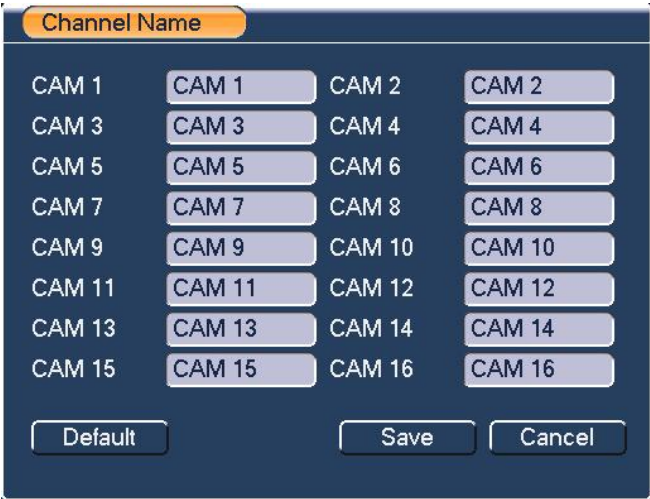 Channel Name
CAM 1 CAM 1 CAM 2 CAM 2
CAM 3 CAM 3 CAM 4 CAM 4
CAM 5 CAM 5 CAM 6 CAM 6
CAM 7 CAM 7 CAM 8 CAM 8
CAM 9 CAM 9 CAM 10 CAM 10
CAM 11 CAM 11 CAM 12 CAM 12
CAM 13 CAM 13 CAM 14 CAM 14
CAM 15 CAM 15 CAM 16 CAM 16
Default Save Cancel